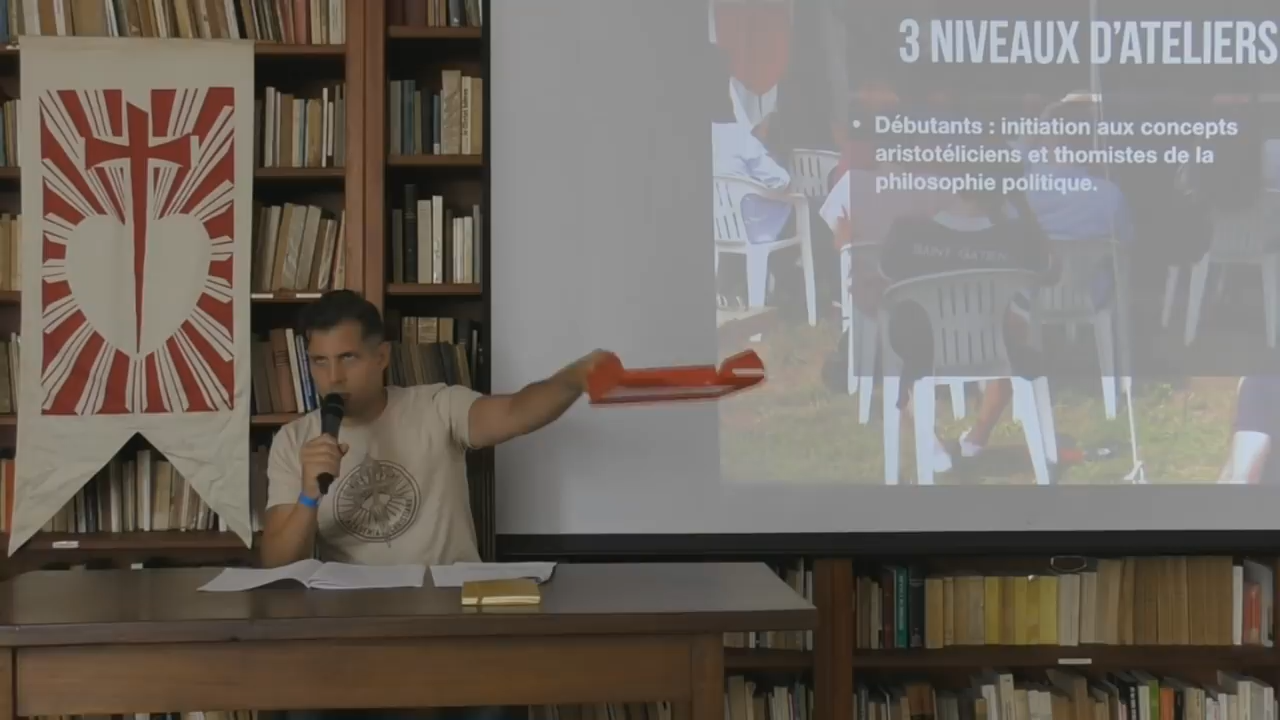 3 NIVEAUX D'ATELIERS
• Débutants : initiation aux concepts
aristotéliciens et thomistes de la
philosophie politique.